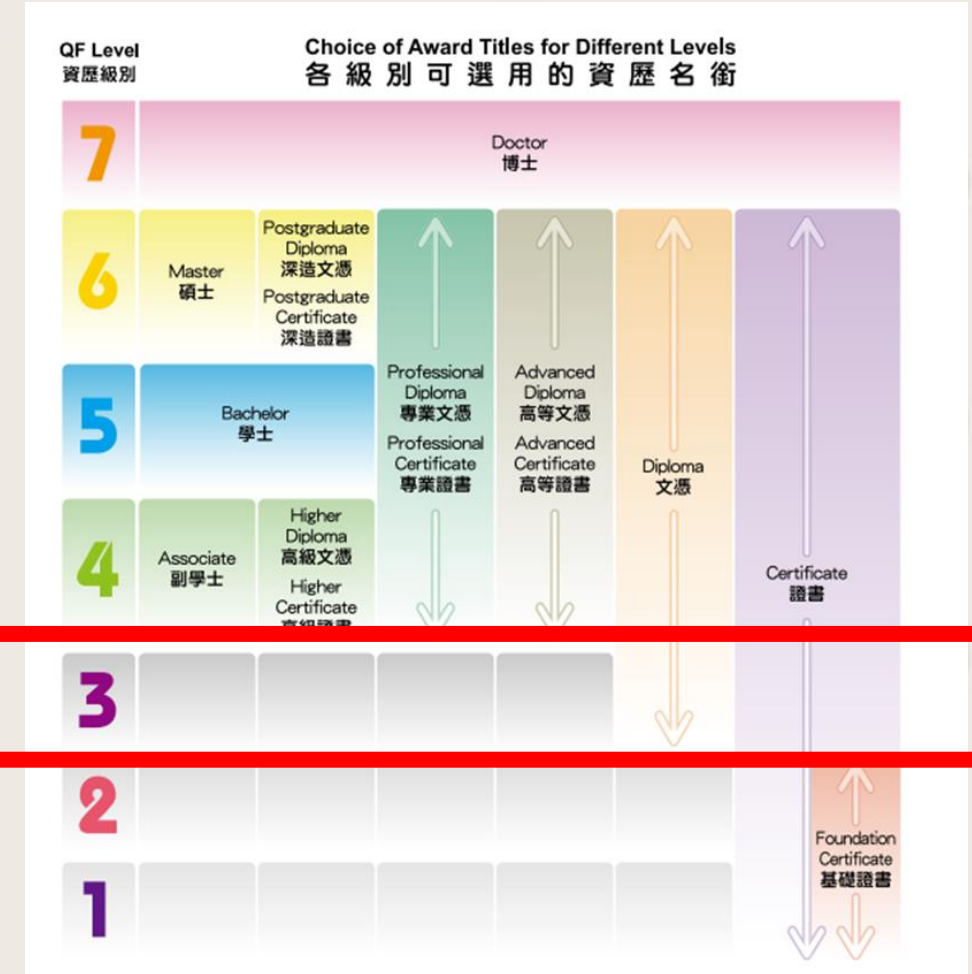 QF Level
資歷級別
Choice of Award Titles for Different Levels
各級別可選用的資歷名銜
7
Doctor
博士
6
Master
碩士
Postgraduate
Diploma
深造文憑
Postgraduate
Certificate
深造證書
5
Bachelor
學士
4
Associate
副學士
Higher
Diploma
高級文憑
Higher
Certificate
高級證書
Professional
Diploma
專業文憑
Professional
Certificate
專業證書
Advanced
Diploma
高等文憑
Advanced
Certificate
高等證書
Diploma
文憑
Certificate
證書
3
2
Foundation
Certificate
基礎證書
1